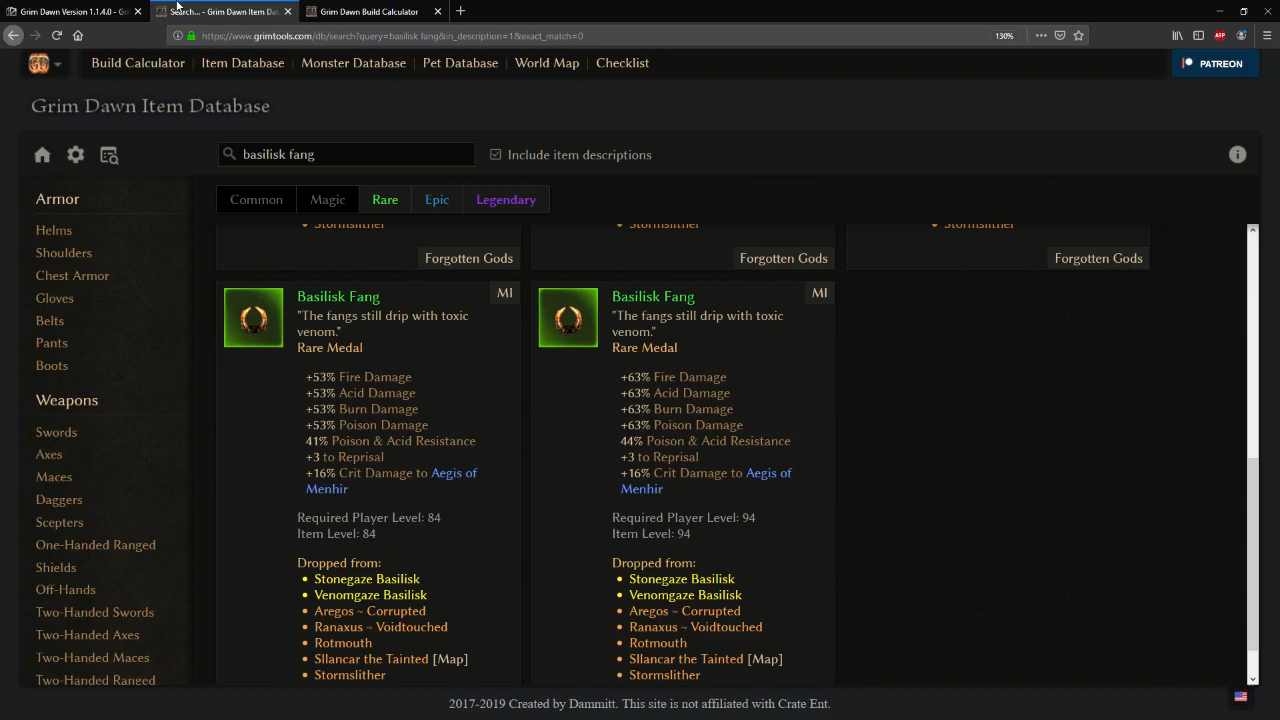 Grim Dawn Version 1.1.4.0 - Gri
Search... - Grim Dawn Item Dat
Grim Dawn Build Calculator
https://www.grimtools.com/db/search?query=basilisk fang&in_description=1&exact_match=0
130%
ABP
GD
Build Calculator
Item Database
Monster Database
Pet Database
World Map
Checklist
PATREON
Grim Dawn Item Database
basilisk fang
Include item descriptions
Armor
Helms
Shoulders
Chest Armor
Gloves
Belts
Pants
Boots
Weapons
Swords
Axes
Maces
Daggers
Scepters
One-Handed Ranged
Shields
Off-Hands
Two-Handed Swords
Two-Handed Axes
Two-Handed Maces
Two-Handed Ranged
Common
Magic
Rare
Epic
Legendary
• Stormslither
Forgotten Gods
• Stormslither
Forgotten Gods
• Stormslither
Forgotten Gods
Basilisk Fang
MI
"The fangs still drip with toxic
venom."
Rare Medal
+53% Fire Damage
+53% Acid Damage
+53% Burn Damage
+53% Poison Damage
41% Poison & Acid Resistance
+3 to Reprisal
+16% Crit Damage to Aegis of
Menhir
Required Player Level: 84
Item Level: 84
Dropped from:
• Stonegaze Basilisk
• Venomgaze Basilisk
• Aregos ~ Corrupted
• Ranaxus ~ Voidtouched
• Rotmouth
• Sllancar the Tainted [Map]
• Stormslither
Basilisk Fang
MI
"The fangs still drip with toxic
venom."
Rare Medal
+63% Fire Damage
+63% Acid Damage
+63% Burn Damage
+63% Poison Damage
44% Poison & Acid Resistance
+3 to Reprisal
+16% Crit Damage to Aegis of
Menhir
Required Player Level: 94
Item Level: 94
Dropped from:
• Stonegaze Basilisk
• Venomgaze Basilisk
• Aregos ~ Corrupted
• Ranaxus ~ Voidtouched
• Rotmouth
• Sllancar the Tainted [Map]
• Stormslither
2017-2019 Created by Dammitt. This site is not affiliated with Crate Ent.